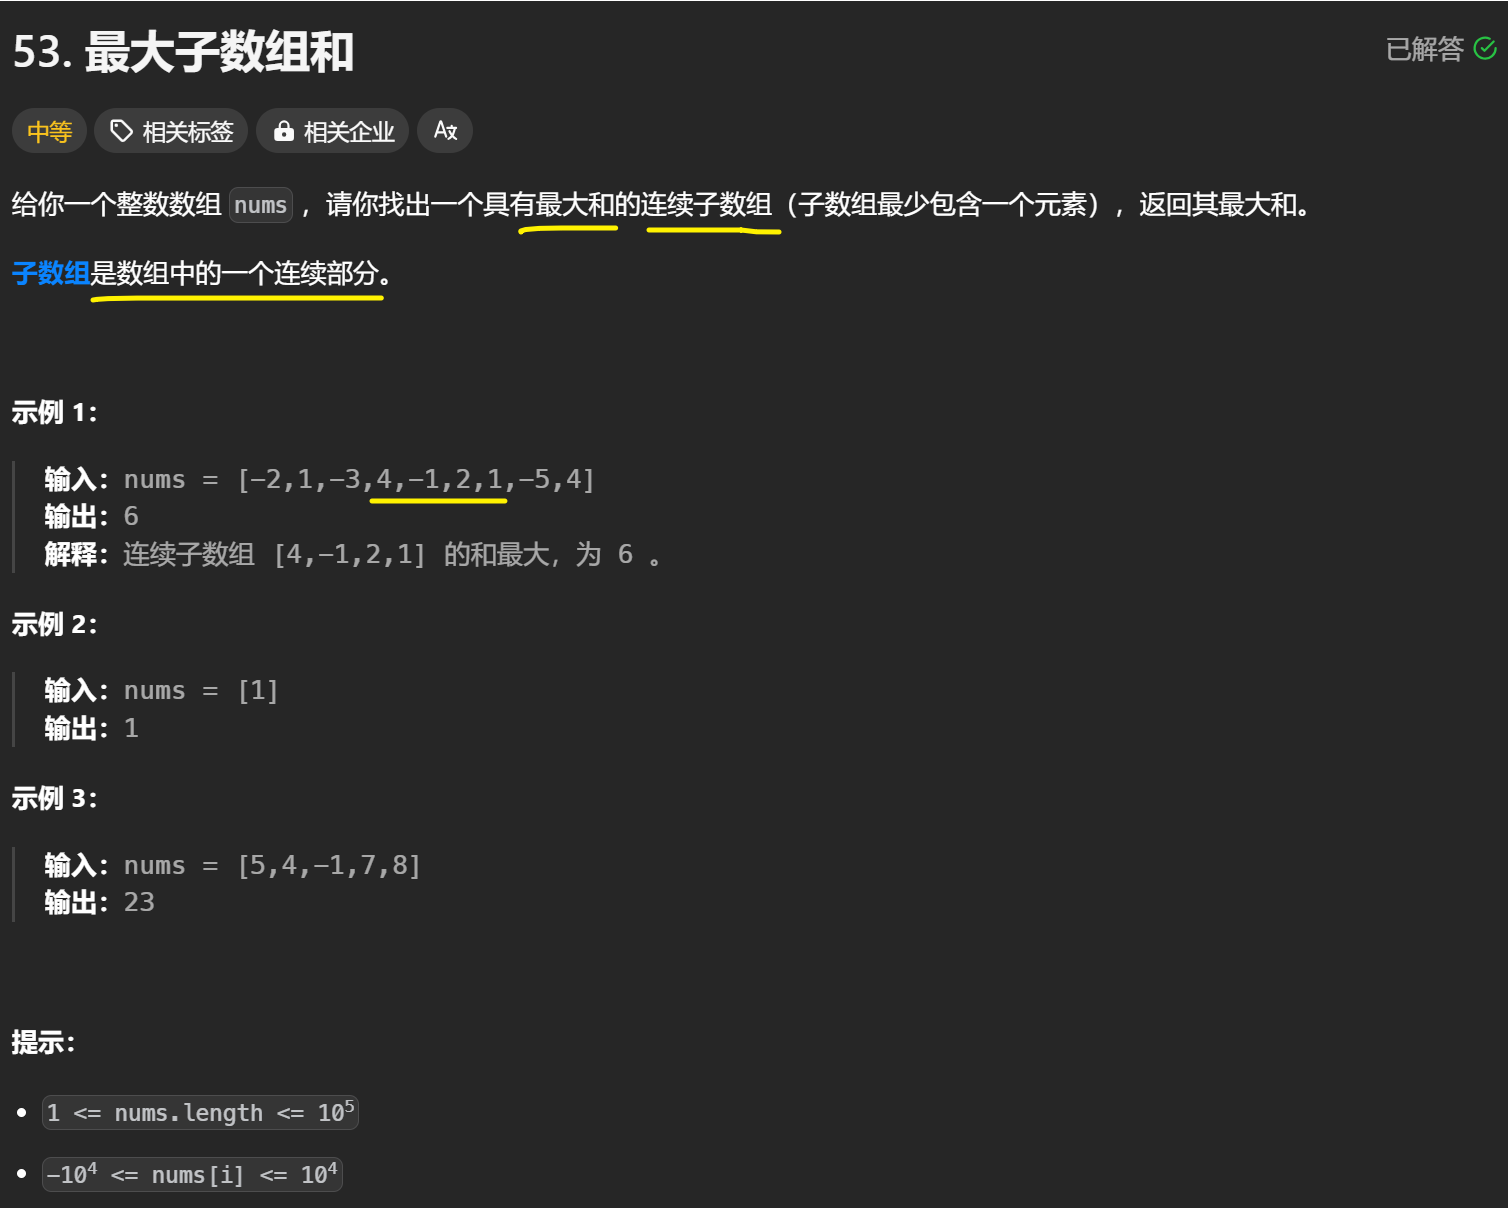 53. 最大子数组和
已解答
中等 相关标签 相关企业
给你一个整数数组 nums ，请你找出一个具有最大和的连续子数组（子数组最少包含一个元素），返回其最大和。
子数组是数组中的一个连续部分。
示例 1：
输入：nums = [-2,1,-3,4,-1,2,1,-5,4]
输出：6
解释：连续子数组 [4,-1,2,1] 的和最大，为 6 。
示例 2：
输入：nums = [1]
输出：1
示例 3：
输入：nums = [5,4,-1,7,8]
输出：23
提示：
• 1 <= nums.length <= 10⁵
• -10⁴ <= nums[i] <= 10⁴